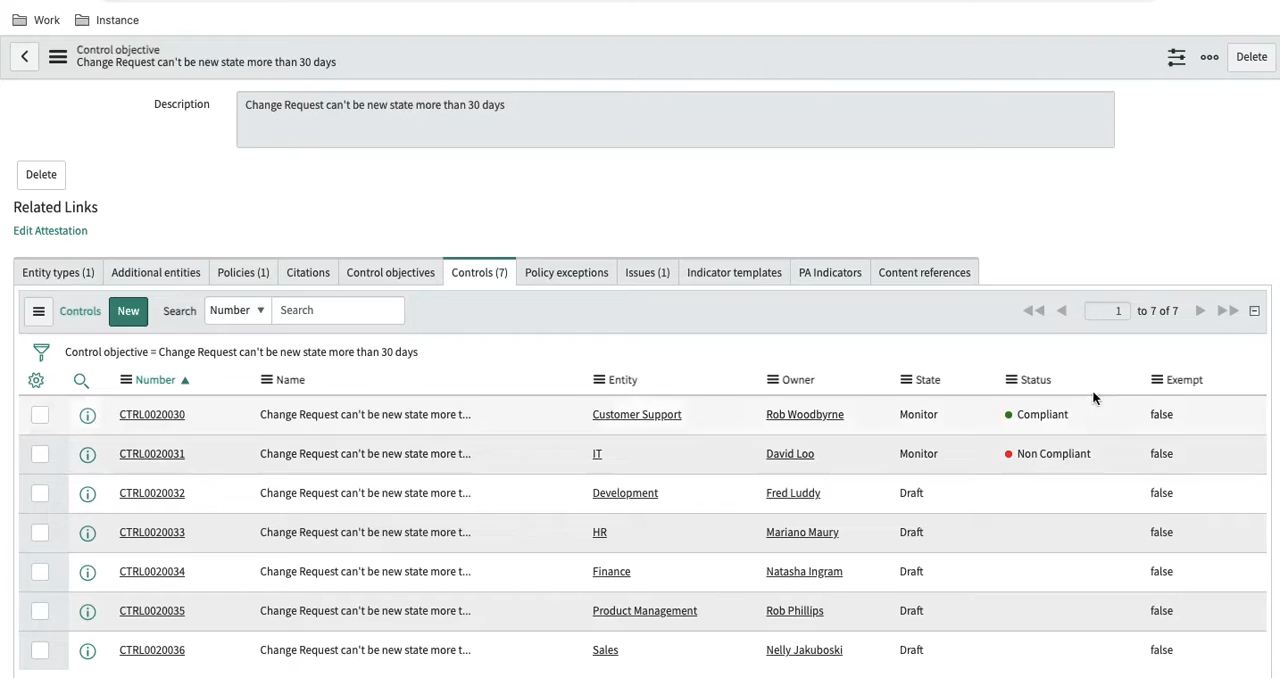 Work Instance
Control objective
Change Request can't be new state more than 30 days
Delete
Description Change Request can't be new state more than 30 days
Delete
Related Links
Edit Attestation
Entity types (1) Additional entities Policies (1) Citations Control objectives Controls (7) Policy exceptions Issues (1) Indicator templates PA Indicators Content references
Controls New Search Number ▼ Search 1 to 7 of 7
Control objective = Change Request can't be new state more than 30 days
Number ▲ Name Entity Owner State Status Exempt
CTRL0020030 Change Request can't be new state more t... Customer Support Rob Woodbyrne Monitor Compliant false
CTRL0020031 Change Request can't be new state more t... IT David Loo Monitor Non Compliant false
CTRL0020032 Change Request can't be new state more t... Development Fred Luddy Draft false
CTRL0020033 Change Request can't be new state more t... HR Mariano Maury Draft false
CTRL0020034 Change Request can't be new state more t... Finance Natasha Ingram Draft false
CTRL0020035 Change Request can't be new state more t... Product Management Rob Phillips Draft false
CTRL0020036 Change Request can't be new state more t... Sales Nelly Jakuboski Draft false